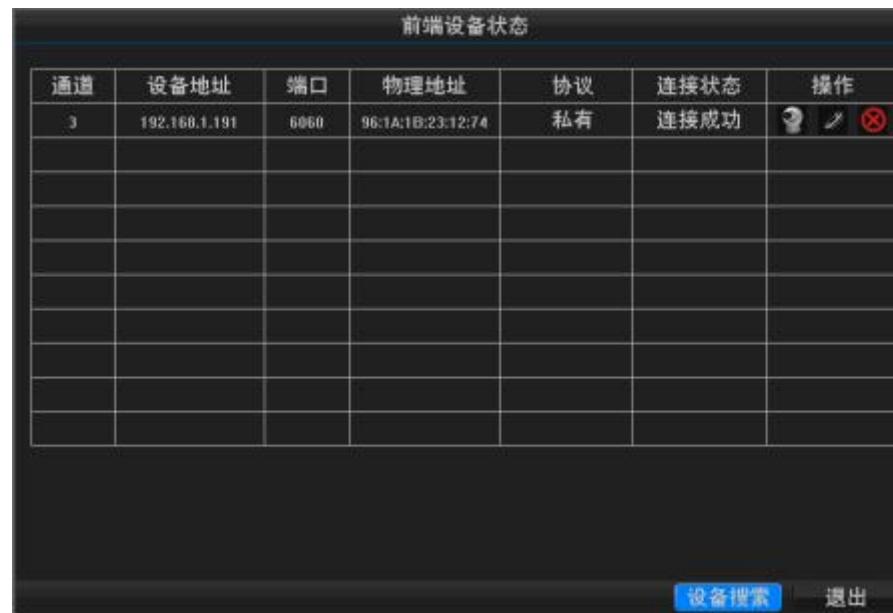 前端设备状态
通道 设备地址 端口 物理地址 协议 连接状态 操作
3 192.168.1.191 6060 96:1A:1B:23:12:74 私有 连接成功
设备搜索 退出